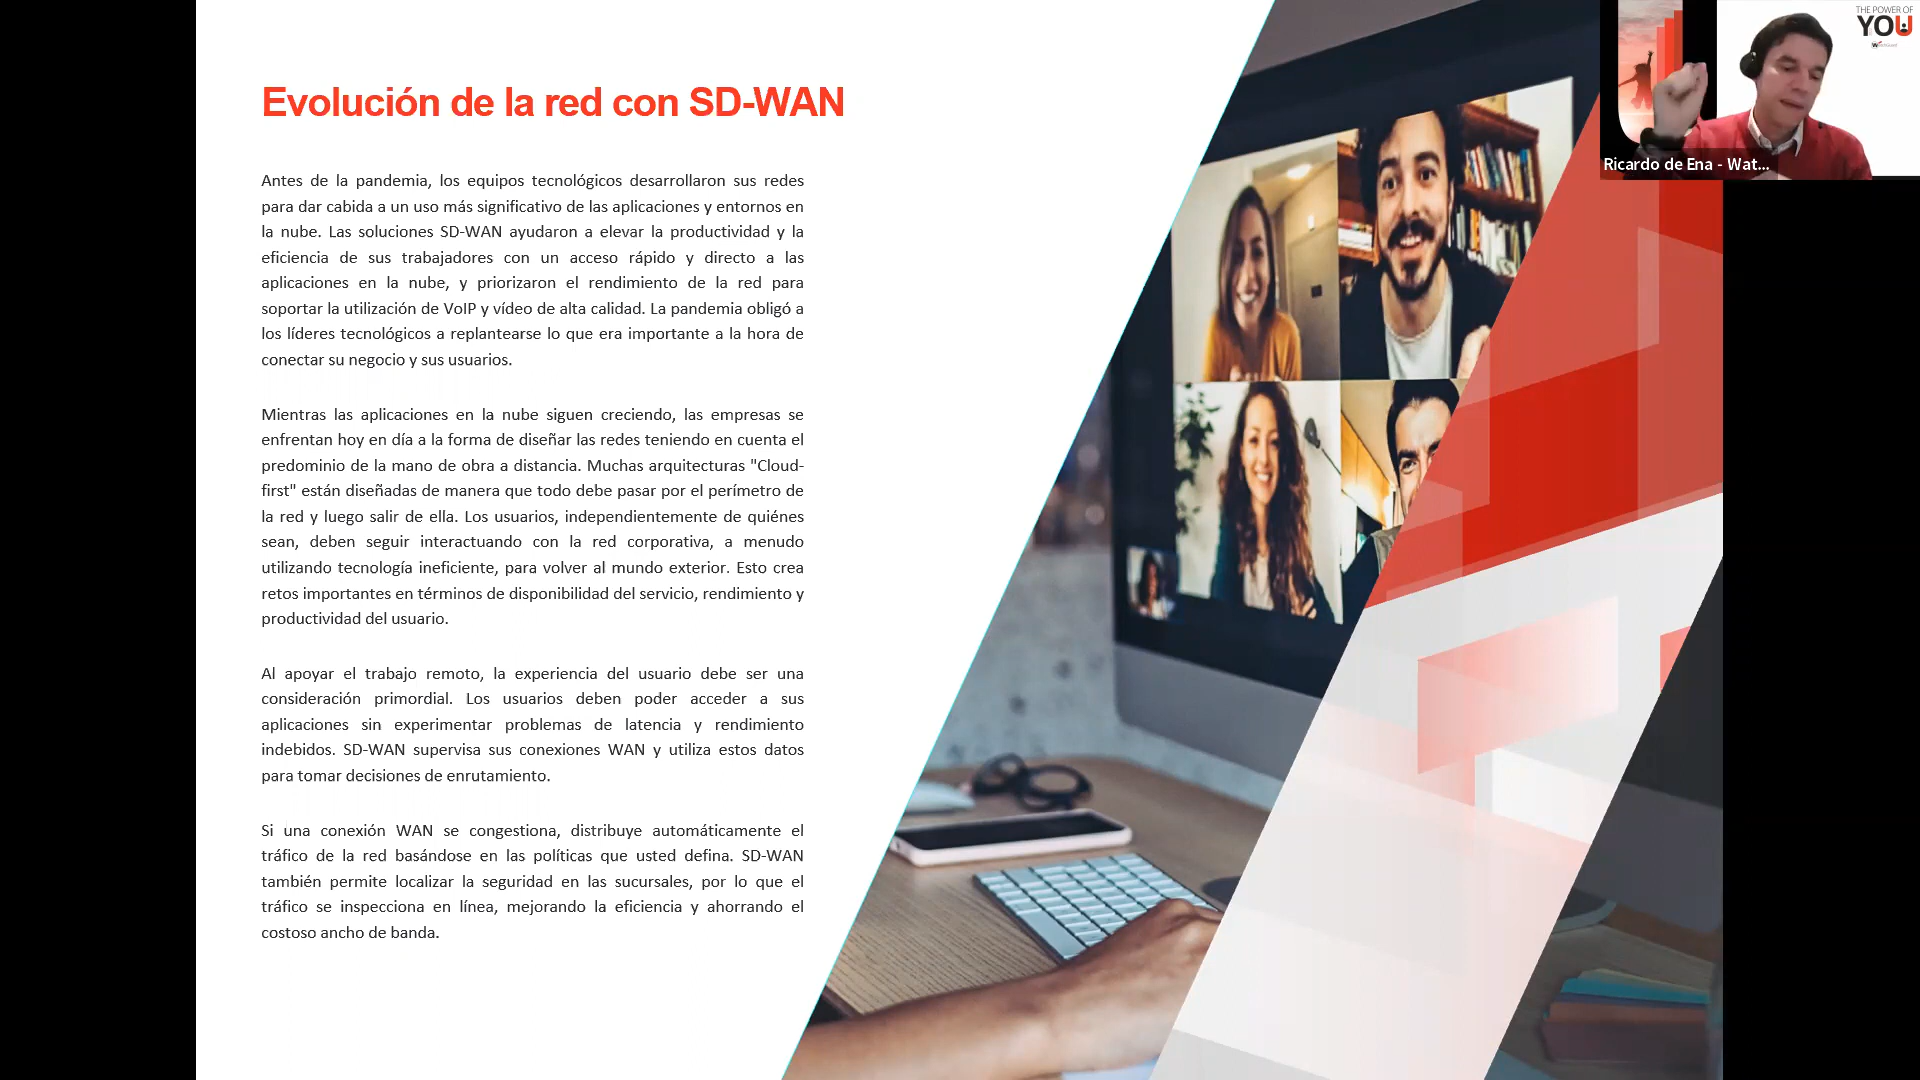 Evolución de la red con SD-WAN
Antes de la pandemia, los equipos tecnológicos desarrollaron sus redes
para dar cabida a un uso más significativo de las aplicaciones y entornos en
la nube. Las soluciones SD-WAN ayudaron a elevar la productividad y la
eficiencia de sus trabajadores con un acceso rápido y directo a las
aplicaciones en la nube, y priorizaron el rendimiento de la red para
soportar la utilización de VoIP y vídeo de alta calidad. La pandemia obligó a
los líderes tecnológicos a replantearse lo que era importante a la hora de
conectar su negocio y sus usuarios.
Mientras las aplicaciones en la nube siguen creciendo, las empresas se
enfrentan hoy en día a la forma de diseñar las redes teniendo en cuenta el
predominio de la mano de obra a distancia. Muchas arquitecturas "Cloud-
first" están diseñadas de manera que todo debe pasar por el perímetro de
la red y luego salir de ella. Los usuarios, independientemente de quiénes
sean, deben seguir interactuando con la red corporativa, a menudo
utilizando tecnología ineficiente, para volver al mundo exterior. Esto crea
retos importantes en términos de disponibilidad del servicio, rendimiento y
productividad del usuario.
Al apoyar el trabajo remoto, la experiencia del usuario debe ser una
consideración primordial. Los usuarios deben poder acceder a sus
aplicaciones sin experimentar problemas de latencia y rendimiento
indebidos. SD-WAN supervisa sus conexiones WAN y utiliza estos datos
para tomar decisiones de enrutamiento.
Si una conexión WAN se congestiona, distribuye automáticamente el
tráfico de la red basándose en las políticas que usted defina. SD-WAN
también permite localizar la seguridad en las sucursales, por lo que el
tráfico se inspecciona en línea, mejorando la eficiencia y ahorrando el
costoso ancho de banda.
THE POWER OF
YOU
Ricardo de Ena - Wat...